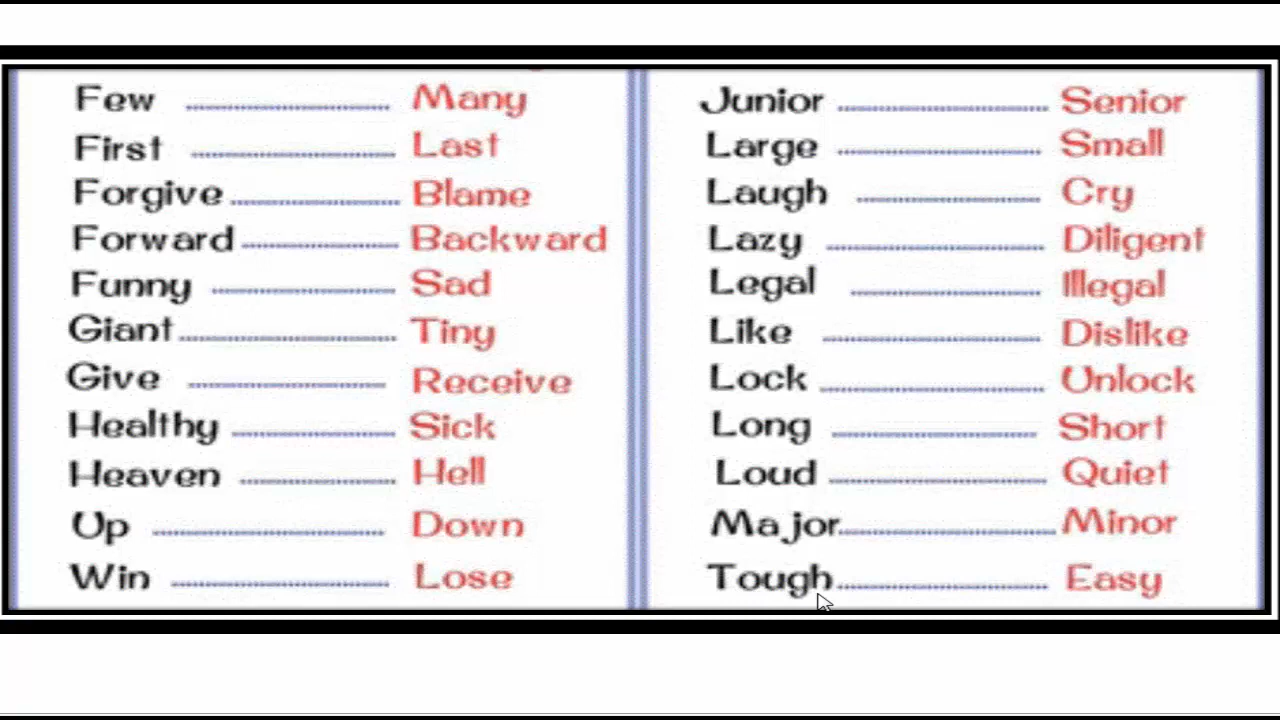 Few ........................ Many
First ........................ Last
Forgive .................... Blame
Forward .................. Backward
Funny ...................... Sad
Giant .......................... Tiny
Give ........................ Receive
Healthy .................... Sick
Heaven ................... Hell
Up ............................ Down
Win .......................... Lose
Junior ........................ Senior
Large ........................ Small
Laugh ...................... Cry
Lazy .......................... Diligent
Legal ...................... Illegal
Like .......................... Dislike
Lock .......................... Unlock
Long ........................ Short
Loud .......................... Quiet
Major.......................... Minor
Tough ......................... Easy